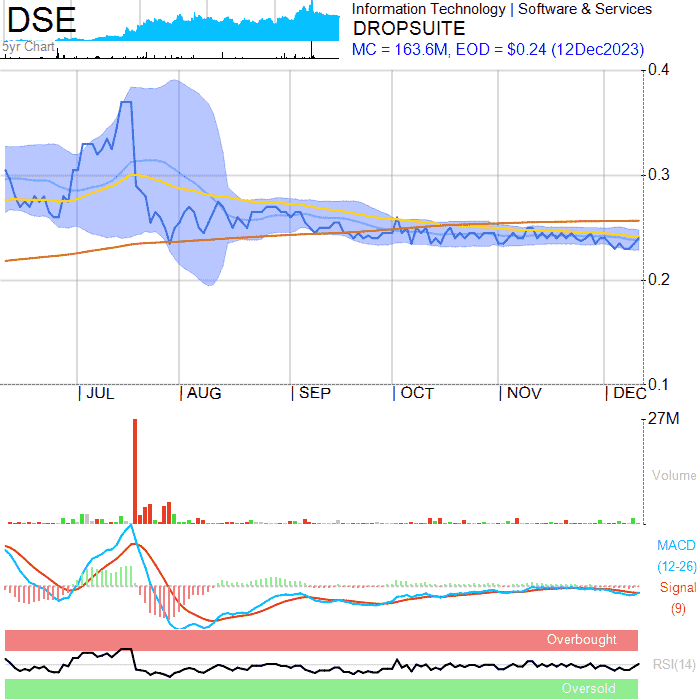 DSE
5yr Chart
Information Technology | Software & Services
DROPSUITE
MC = 163.6M, EOD = $0.24 (12Dec2023)
0.4
0.3
0.2
0.1
| JUL | AUG | SEP | OCT | NOV | DEC
27M
Volume
MACD
(12-26)
Signal
(9)
Overbought
RSI(14)
Oversold